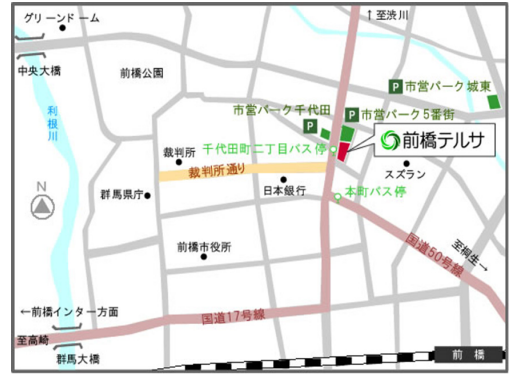 グリーンドーム
↑至渋川
中央大橋
前橋公園
P 市営パーク城東
利根川
市営パーク千代田
P
P 市営パーク5番街
前橋テルサ
千代田町二丁目バス停
裁判所
裁判所通り
スズラン
N
群馬県庁
日本銀行
本町バス停
前橋市役所
国道50号線
至桐生→
←前橋インター方面
国道17号線
至高崎
群馬大橋
前橋